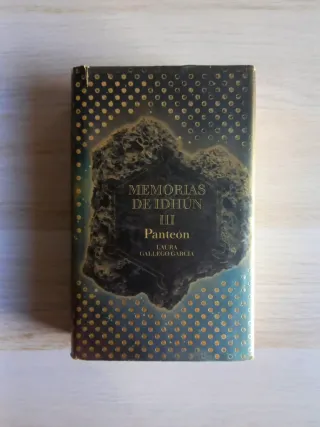 MEMORIAS
DE IDHÚN
III
Panteón
LAURA
GALLEGO GARCÍA